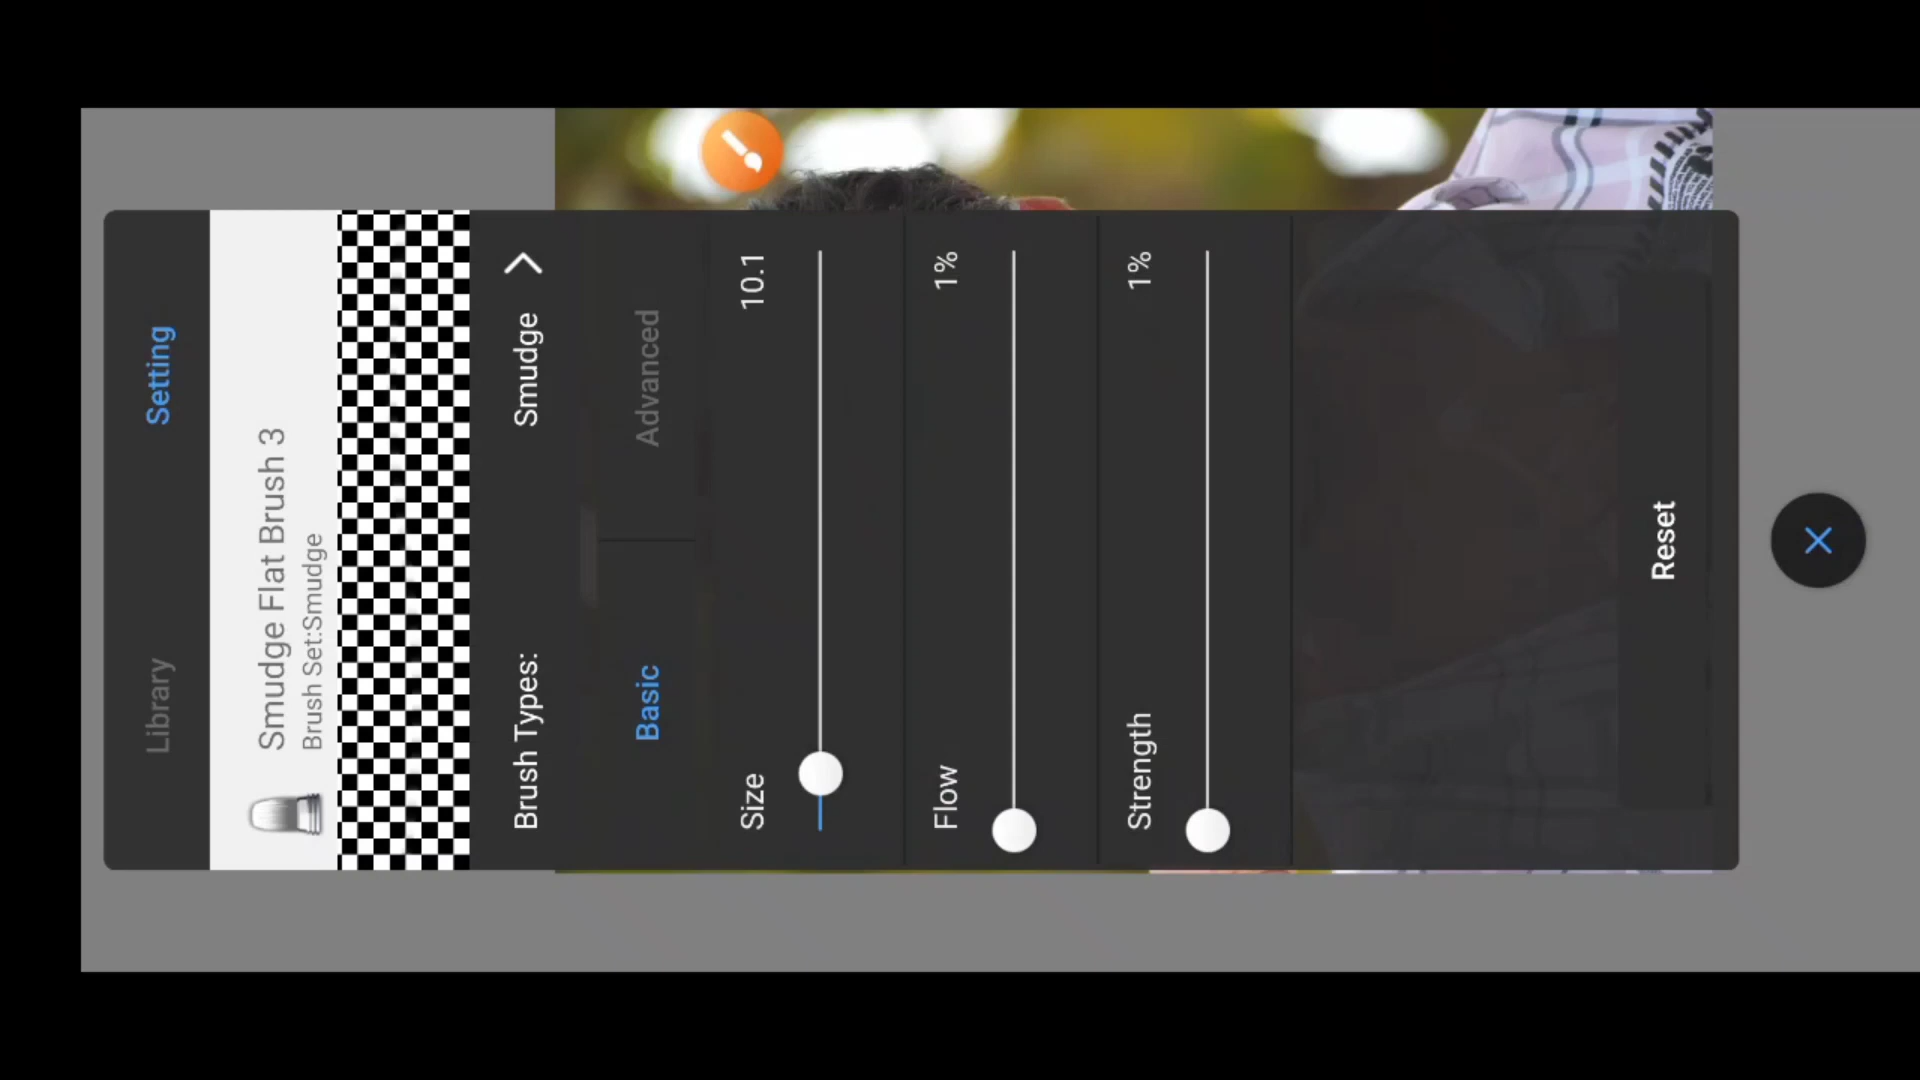 Library Setting
Smudge Flat Brush 3
Brush Set:Smudge
Brush Types: Smudge
Basic Advanced
Size 10.1
Flow 1%
Strength 1%
Reset